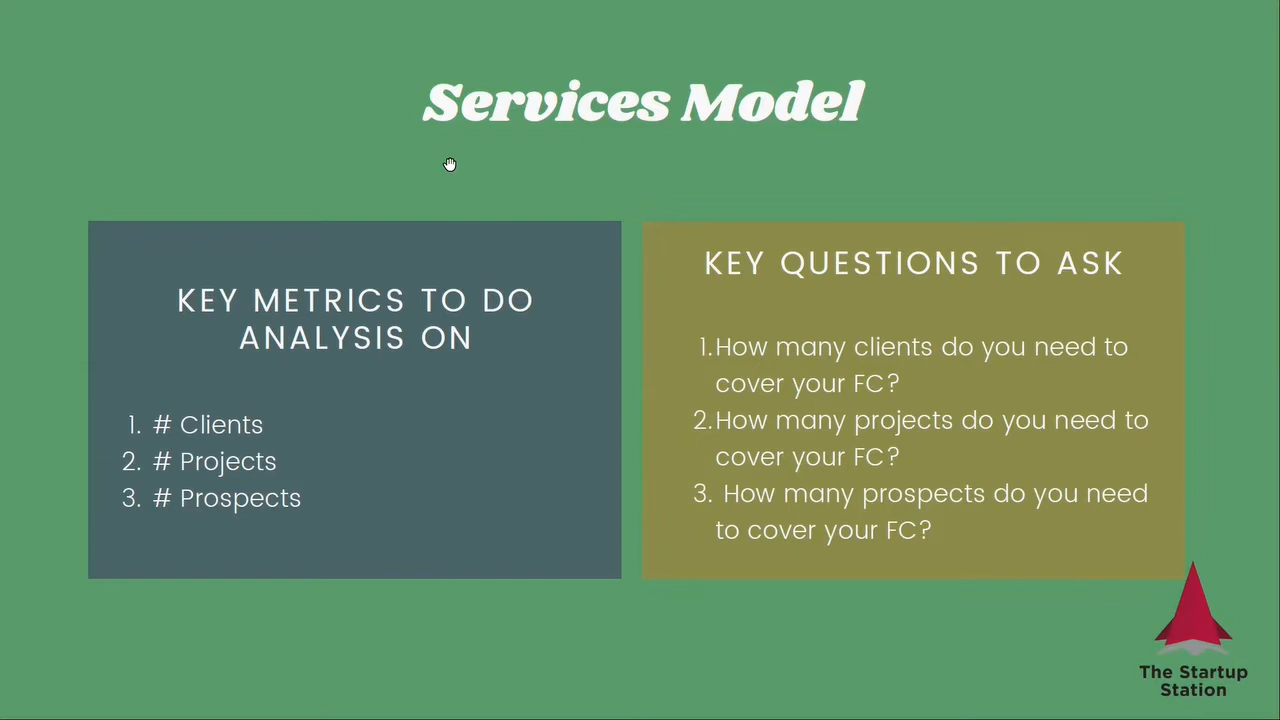 Services Model
KEY METRICS TO DO
ANALYSIS ON
1. # Clients
2. # Projects
3. # Prospects
KEY QUESTIONS TO ASK
1. How many clients do you need to
cover your FC?
2. How many projects do you need to
cover your FC?
3. How many prospects do you need
to cover your FC?
The Startup
Station